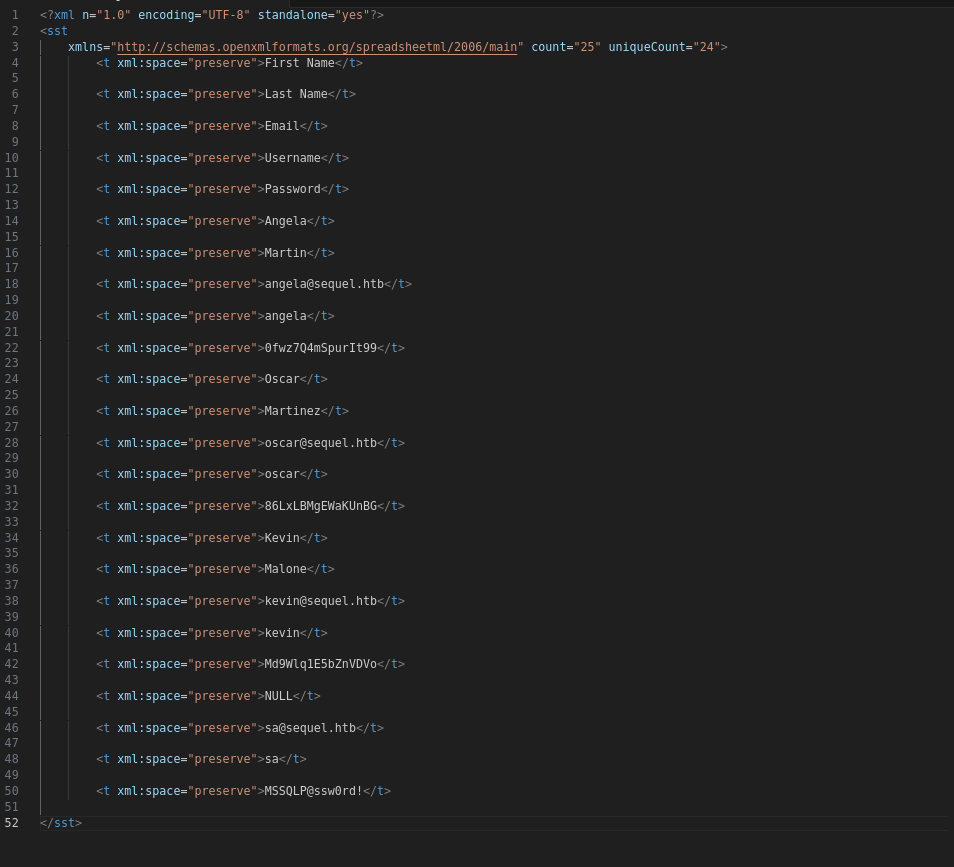 1 <?xml n="1.0" encoding="UTF-8" standalone="yes"?>
2 <sst
3 xmlns="http://schemas.openxmlformats.org/spreadsheetml/2006/main" count="25" uniqueCount="24">
4 <t xml:space="preserve">First Name</t>
5
6 <t xml:space="preserve">Last Name</t>
7
8 <t xml:space="preserve">Email</t>
9
10 <t xml:space="preserve">Username</t>
11
12 <t xml:space="preserve">Password</t>
13
14 <t xml:space="preserve">Angela</t>
15
16 <t xml:space="preserve">Martin</t>
17
18 <t xml:space="preserve">angela@sequel.htb</t>
19
20 <t xml:space="preserve">angela</t>
21
22 <t xml:space="preserve">0fwz7Q4mSpurIt99</t>
23
24 <t xml:space="preserve">Oscar</t>
25
26 <t xml:space="preserve">Martinez</t>
27
28 <t xml:space="preserve">oscar@sequel.htb</t>
29
30 <t xml:space="preserve">oscar</t>
31
32 <t xml:space="preserve">86LxLBMgEWaKUnBG</t>
33
34 <t xml:space="preserve">Kevin</t>
35
36 <t xml:space="preserve">Malone</t>
37
38 <t xml:space="preserve">kevin@sequel.htb</t>
39
40 <t xml:space="preserve">kevin</t>
41
42 <t xml:space="preserve">Md9Wlq1E5bZnVDVo</t>
43
44 <t xml:space="preserve">NULL</t>
45
46 <t xml:space="preserve">sa@sequel.htb</t>
47
48 <t xml:space="preserve">sa</t>
49
50 <t xml:space="preserve">MSSQLP@ssw0rd!</t>
51
52 </sst>